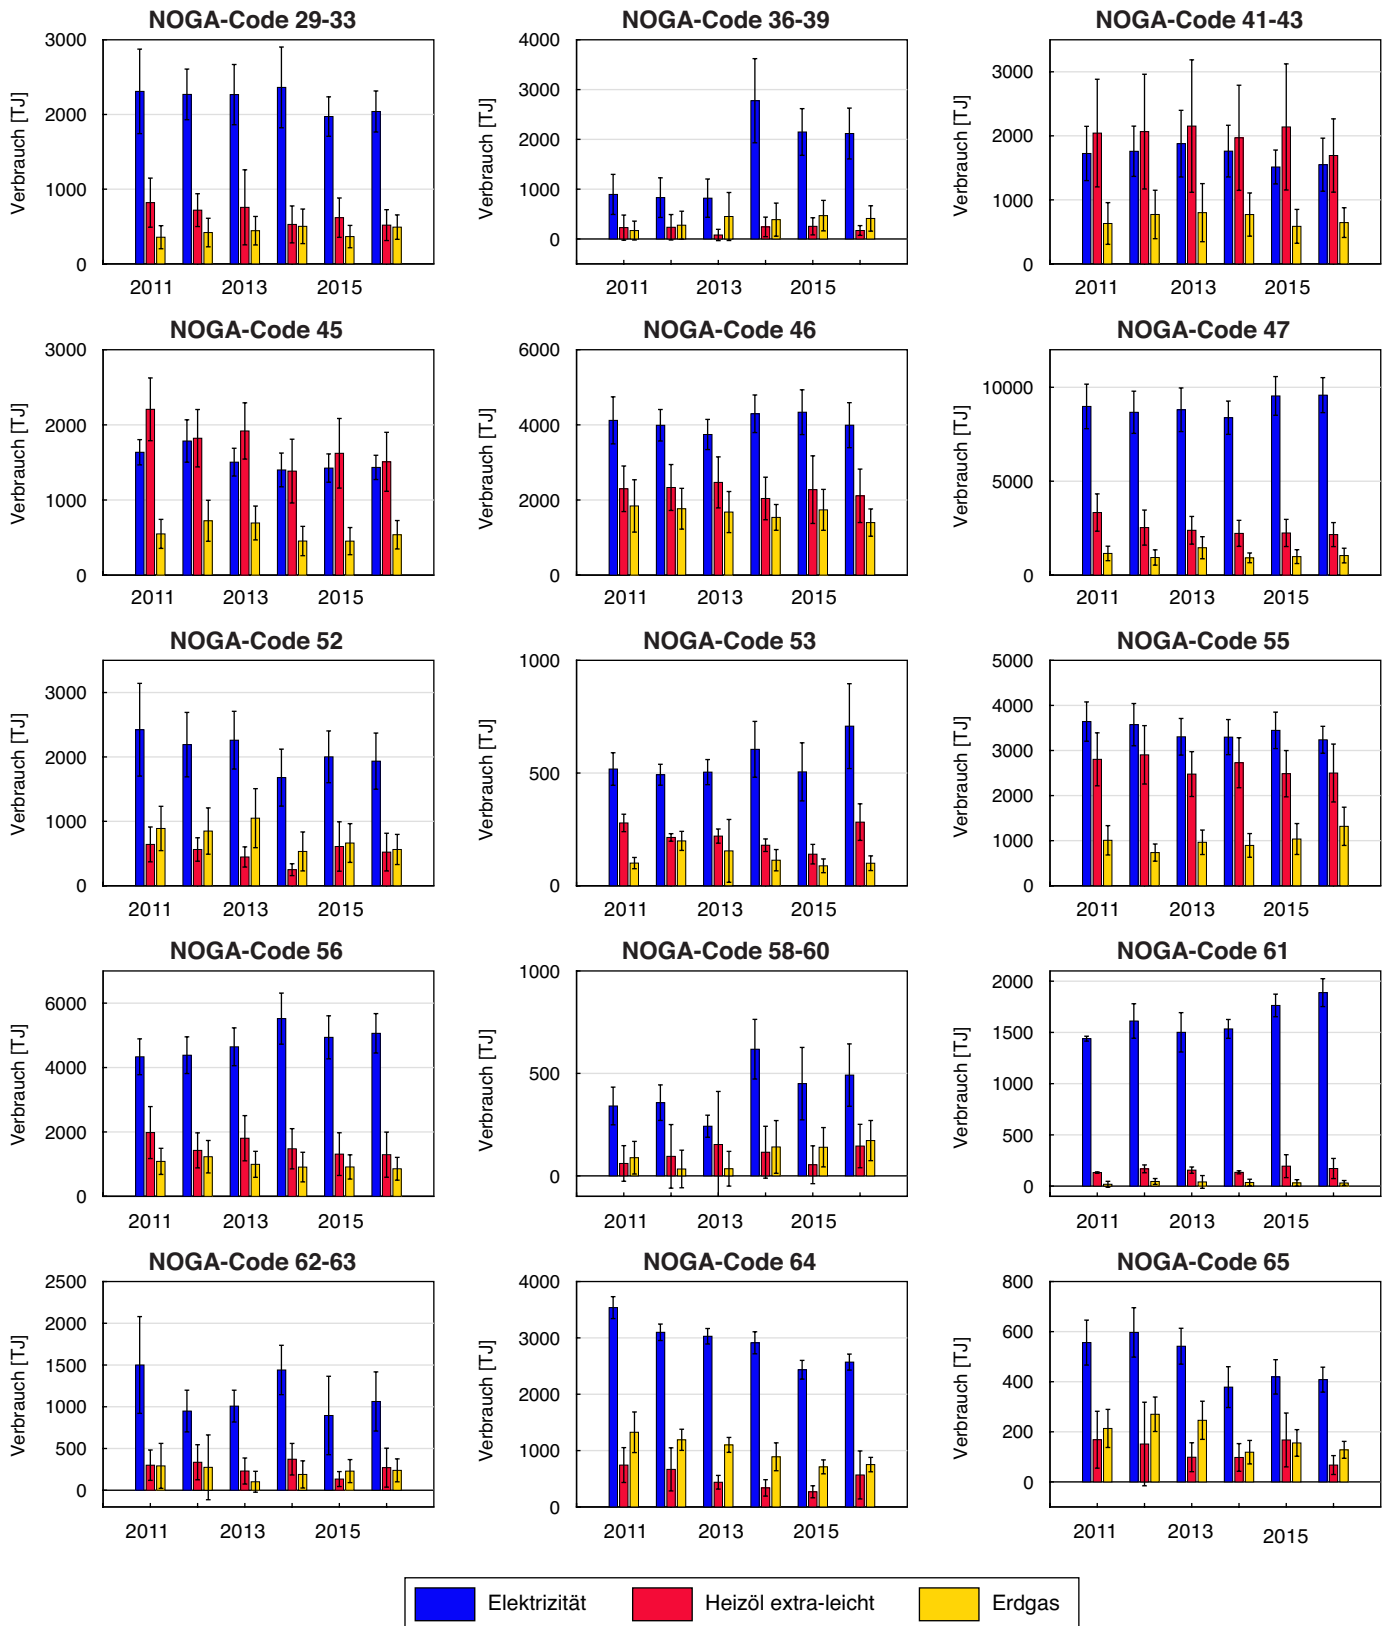 NOGA-Code 29-33
NOGA-Code 36-39
NOGA-Code 41-43
Verbrauch [TJ]
3000
2000
1000
0
2011 2013 2015
Verbrauch [TJ]
4000
3000
2000
1000
0
2011 2013 2015
Verbrauch [TJ]
3000
2000
1000
0
2011 2013 2015
NOGA-Code 45
NOGA-Code 46
NOGA-Code 47
Verbrauch [TJ]
3000
2000
1000
0
2011 2013 2015
Verbrauch [TJ]
6000
4000
2000
0
2011 2013 2015
Verbrauch [TJ]
10000
5000
0
2011 2013 2015
NOGA-Code 52
NOGA-Code 53
NOGA-Code 55
Verbrauch [TJ]
3000
2000
1000
0
2011 2013 2015
Verbrauch [TJ]
1000
500
0
2011 2013 2015
Verbrauch [TJ]
5000
4000
3000
2000
1000
0
2011 2013 2015
NOGA-Code 56
NOGA-Code 58-60
NOGA-Code 61
Verbrauch [TJ]
6000
4000
2000
0
2011 2013 2015
Verbrauch [TJ]
1000
500
0
2011 2013 2015
Verbrauch [TJ]
2000
1500
1000
500
0
2011 2013 2015
NOGA-Code 62-63
NOGA-Code 64
NOGA-Code 65
Verbrauch [TJ]
2500
2000
1500
1000
500
0
2011 2013 2015
Verbrauch [TJ]
4000
3000
2000
1000
0
2011 2013 2015
Verbrauch [TJ]
800
600
400
200
0
2011 2013 2015
Elektrizität Heizöl extra-leicht Erdgas